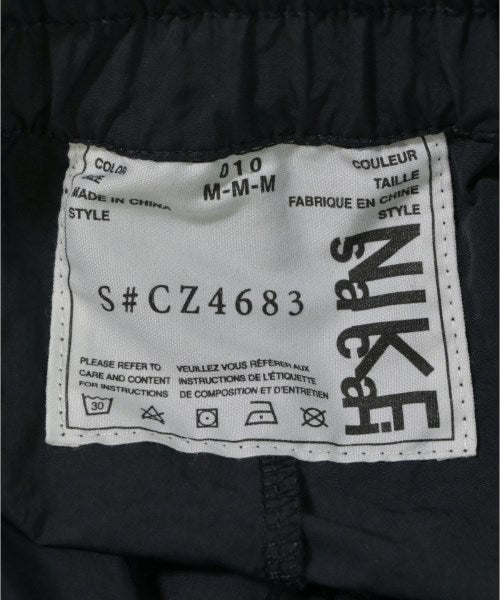 COLOR 010 COULEUR
M-M-M TAILLE
MADE IN CHINA FABRIQUE EN CHINE
STYLE STYLE
S#CZ4683
NIKE
sacai
PLEASE REFER TO
CARE AND CONTENT
FOR INSTRUCTIONS
VEUILLEZ VOUS RÉFÉRER AUX
INSTRUCTIONS DE L'ÉTIQUETTE
DE COMPOSITION ET D'ENTRETIEN
30